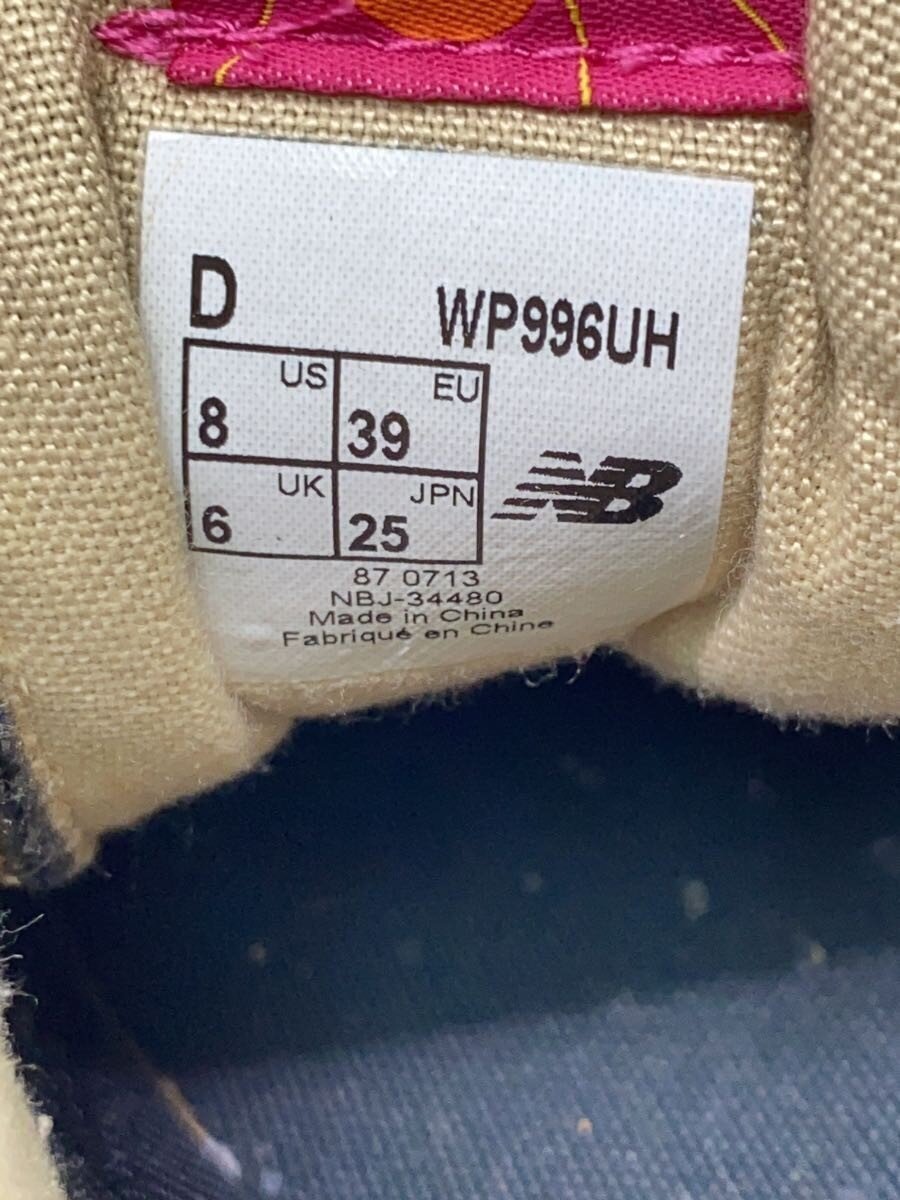 D WP996UH
US EU
8 39
UK JPN
6 25
NB
87 0713
NBJ-34480
Made in China
Fabriqué en Chine